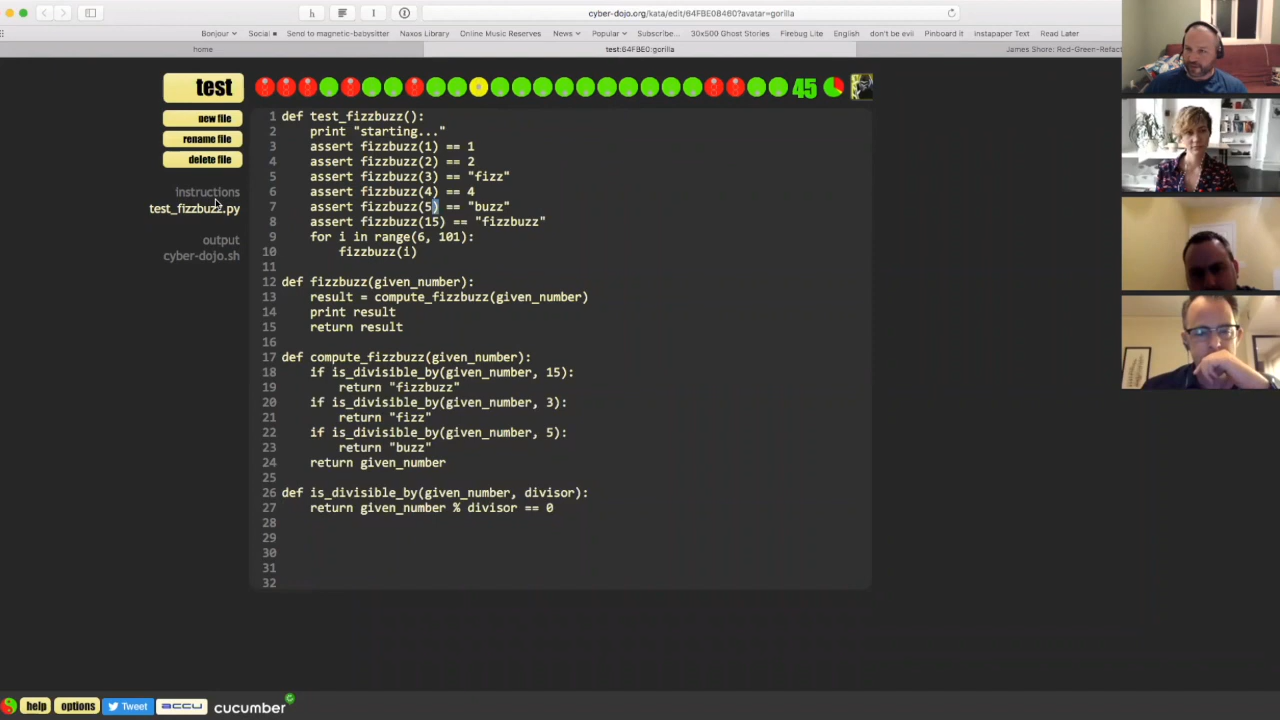 cyber-dojo.org/kata/edit/64FBE08460?avatar=gorilla
Bonjour Social Send to magnetic-babysitter Naxos Library Online Music Reserves News Popular Subscribe... 30x500 Ghost Stories Firebug Lite English don't be evil Pinboard It Instapaper Text Read Later
home test:64FBE0:gorilla James Shore: Red-Green-Refact
test 45
new file
rename file
delete file
instructions
test_fizzbuzz.py
output
cyber-dojo.sh
1 def test_fizzbuzz():
2 print "starting..."
3 assert fizzbuzz(1) == 1
4 assert fizzbuzz(2) == 2
5 assert fizzbuzz(3) == "fizz"
6 assert fizzbuzz(4) == 4
7 assert fizzbuzz(5) == "buzz"
8 assert fizzbuzz(15) == "fizzbuzz"
9 for i in range(6, 101):
10 fizzbuzz(i)
11
12 def fizzbuzz(given_number):
13 result = compute_fizzbuzz(given_number)
14 print result
15 return result
16
17 def compute_fizzbuzz(given_number):
18 if is_divisible_by(given_number, 15):
19 return "fizzbuzz"
20 if is_divisible_by(given_number, 3):
21 return "fizz"
22 if is_divisible_by(given_number, 5):
23 return "buzz"
24 return given_number
25
26 def is_divisible_by(given_number, divisor):
27 return given_number % divisor == 0
28
29
30
31
32
help options Tweet accu cucumber